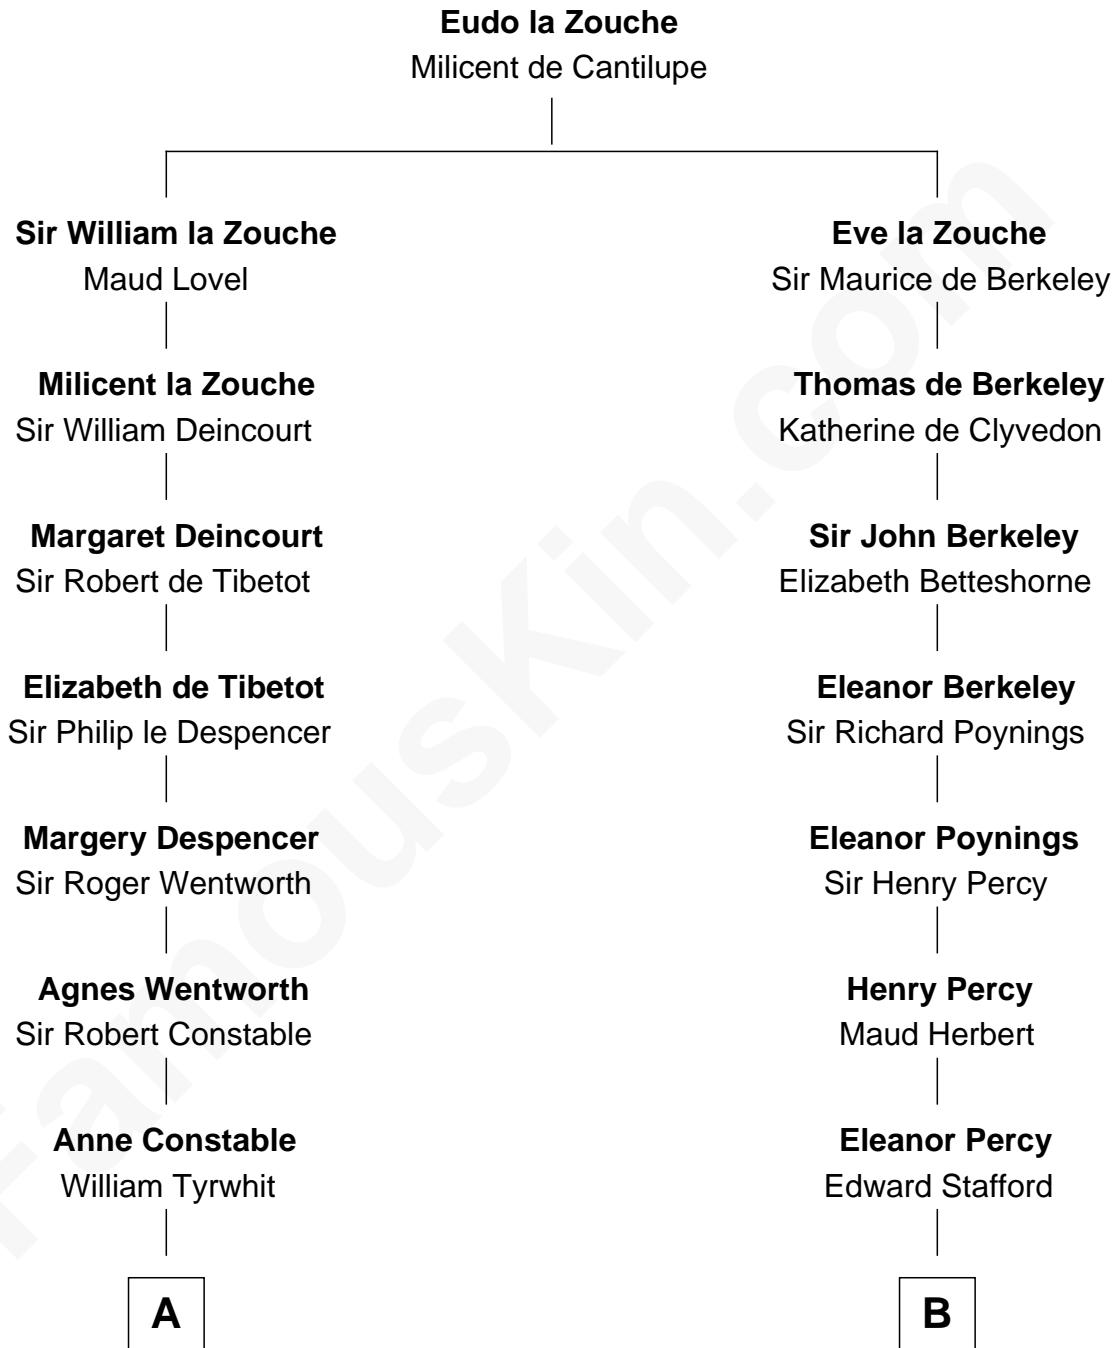 Eudo la Zouche
Milicent de Cantilupe
Sir William la Zouche
Maud Lovel
Eve la Zouche
Sir Maurice de Berkeley
Milicent la Zouche
Sir William Deincourt
Thomas de Berkeley
Katherine de Clyvedon
Margaret Deincourt
Sir Robert de Tibetot
Sir John Berkeley
Elizabeth Betteshorne
Elizabeth de Tibetot
Sir Philip le Despencer
Eleanor Berkeley
Sir Richard Poynings
Margery Despencer
Sir Roger Wentworth
Eleanor Poynings
Sir Henry Percy
Agnes Wentworth
Sir Robert Constable
Henry Percy
Maud Herbert
Anne Constable
William Tyrwhit
Eleanor Percy
Edward Stafford
A
B
FamousKin.com